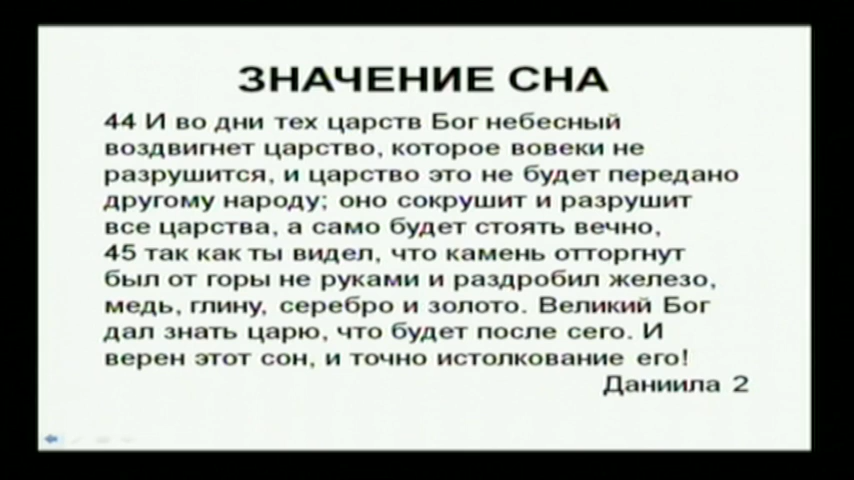 ЗНАЧЕНИЕ СНА
44 И во дни тех царств Бог небесный
воздвигнет царство, которое вовеки не
разрушится, и царство это не будет передано
другому народу; оно сокрушит и разрушит
все царства, а само будет стоять вечно,
45 так как ты видел, что камень отторгнут
был от горы не руками и раздробил железо,
медь, глину, серебро и золото. Великий Бог
дал знать царю, что будет после сего. И
верен этот сон, и точно истолкование его!
Даниила 2